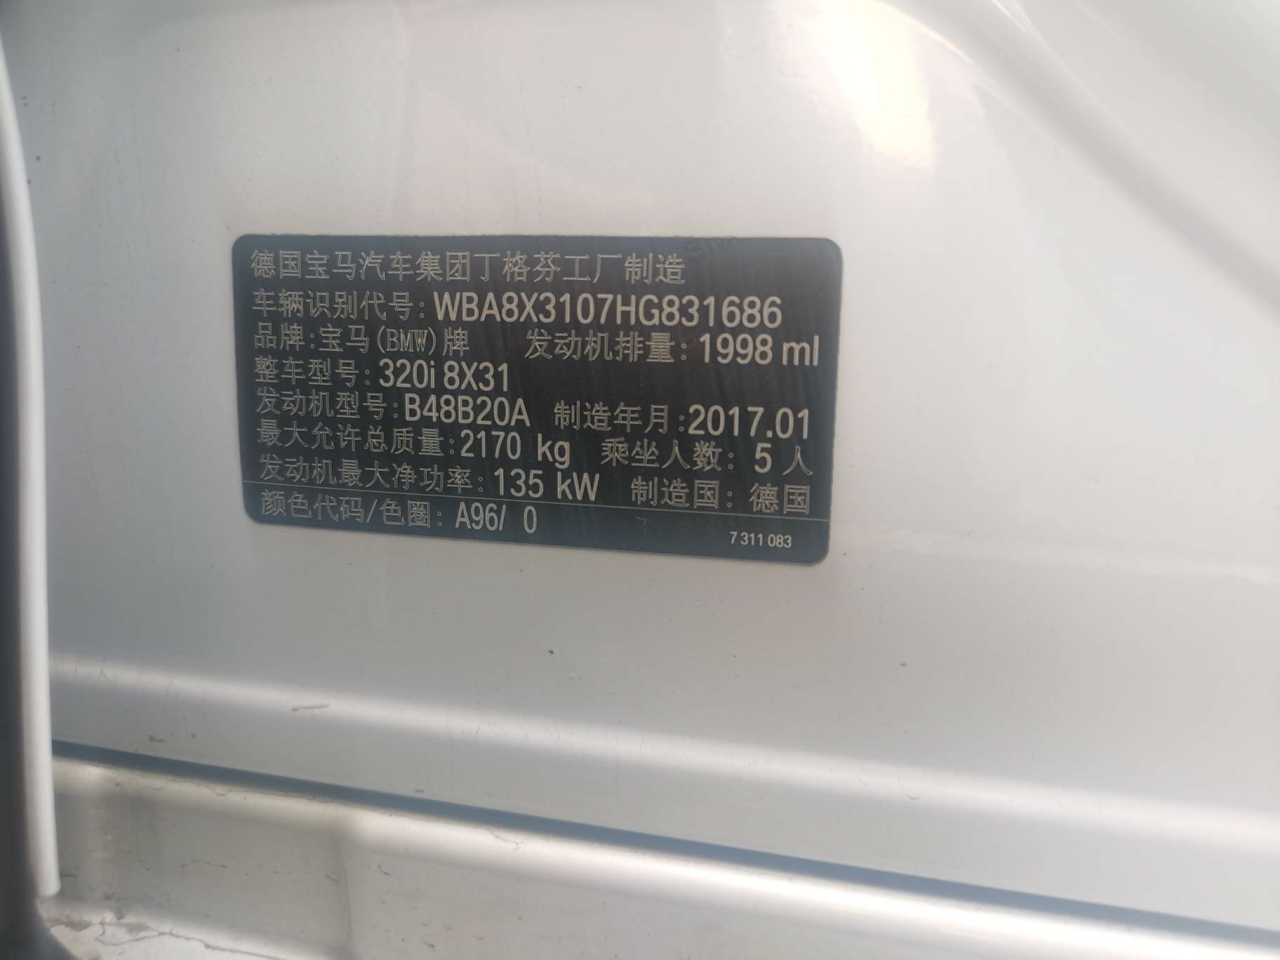 德国宝马汽车集团丁格芬工厂制造
车辆识别代号: WBA8X3107HG831686
品牌:宝马(BMW)牌 发动机排量: 1998 ml
整车型号: 320i 8X31
发动机型号: B48B20A 制造年月:2017.01
最大允许总质量:2170 kg 乘坐人数: 5 人
发动机最大净功率: 135 kW 制造国: 德国
颜色代码/色圈: A96/ 0
7 311 083